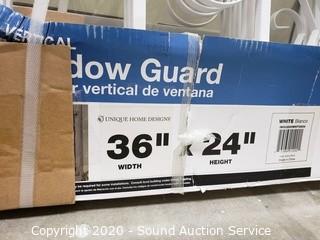 VERTICAL
dow Guard
r vertical de ventana
UNIQUE HOME DESIGNS
36" x 24"
WIDTH HEIGHT
WHITE Blanco
Copyright © 2020 - Sound Auction Service